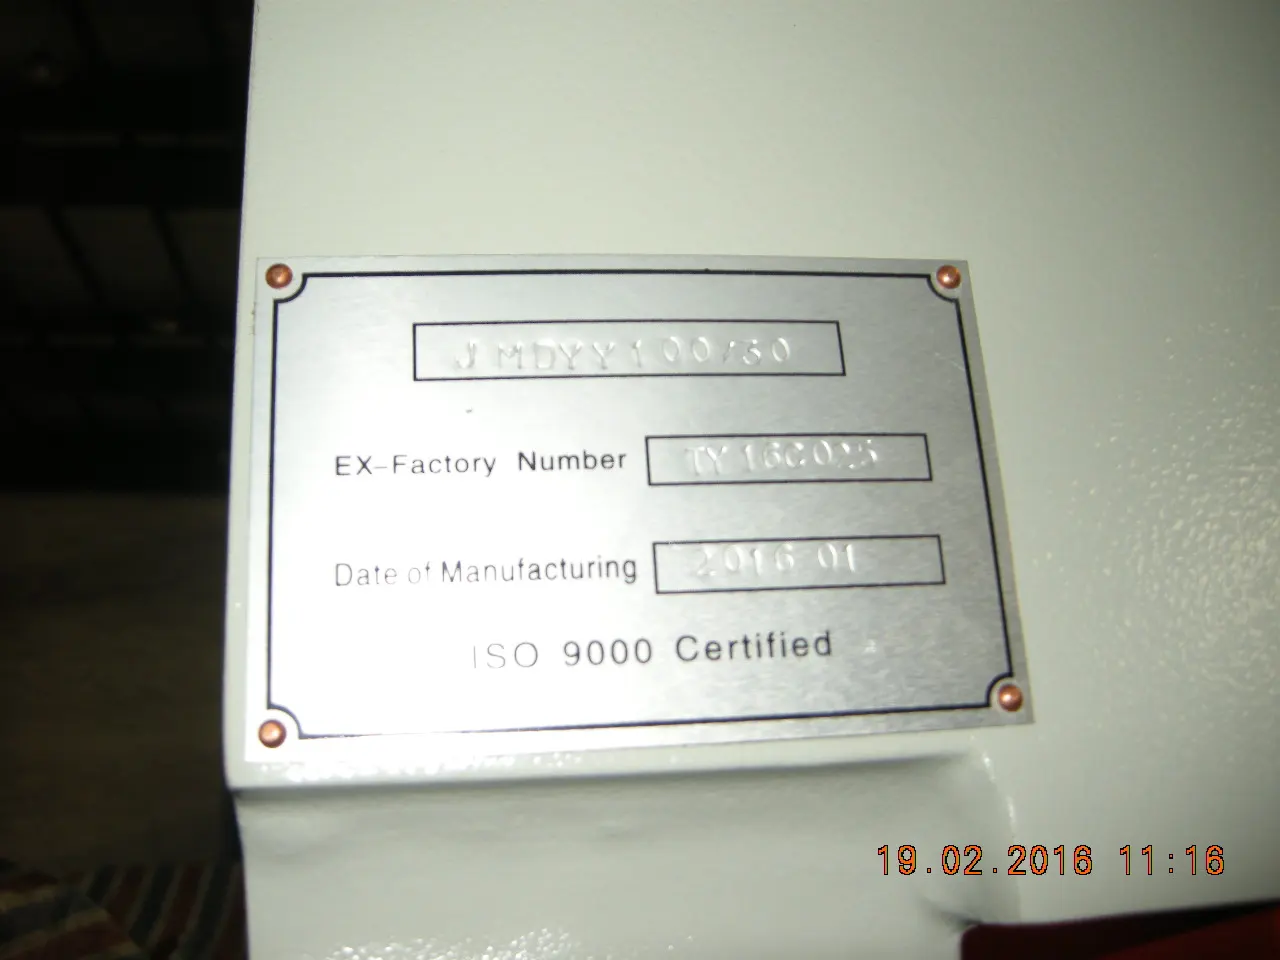 JMDYY100/30
EX-Factory Number TY16C025
Date of Manufacturing 2016 01
ISO 9000 Certified
19.02.2016 11:16